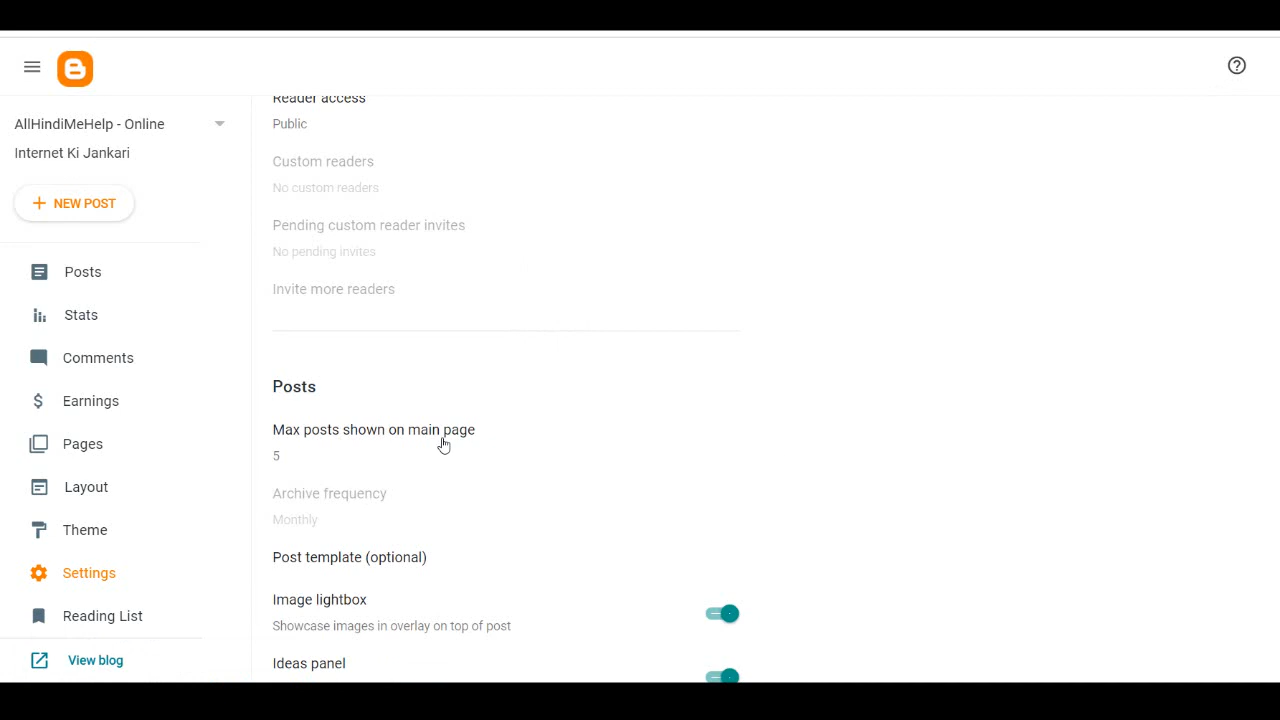 Reader access
AllHindiMeHelp - Online
Public
Internet Ki Jankari
Custom readers
No custom readers
+ NEW POST
Pending custom reader invites
No pending invites
Posts
Invite more readers
Stats
Comments
Posts
Earnings
Max posts shown on main page
Pages
5
Layout
Archive frequency
Monthly
Theme
Post template (optional)
Settings
Image lightbox
Reading List
Showcase images in overlay on top of post
View blog
Ideas panel